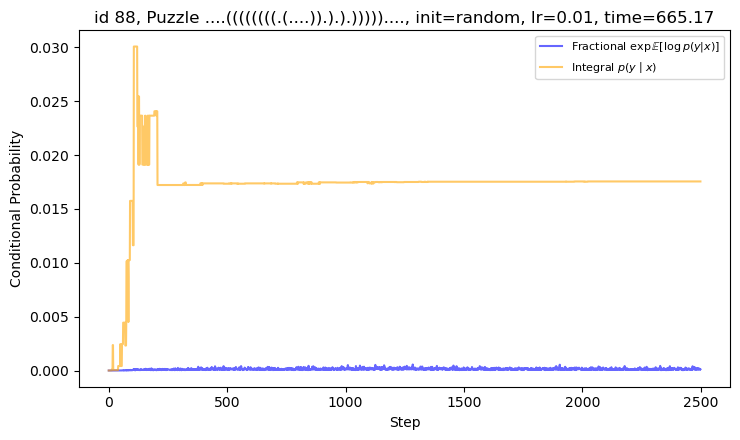 id 88, Puzzle ....((((((((.(....)).).).)))))...., init=random, lr=0.01, time=665.17
Fractional exp𝔼[log p(y|x)]
Integral p(y | x)
Conditional Probability
0.030
0.025
0.020
0.015
0.010
0.005
0.000
0
500
1000
1500
2000
2500
Step